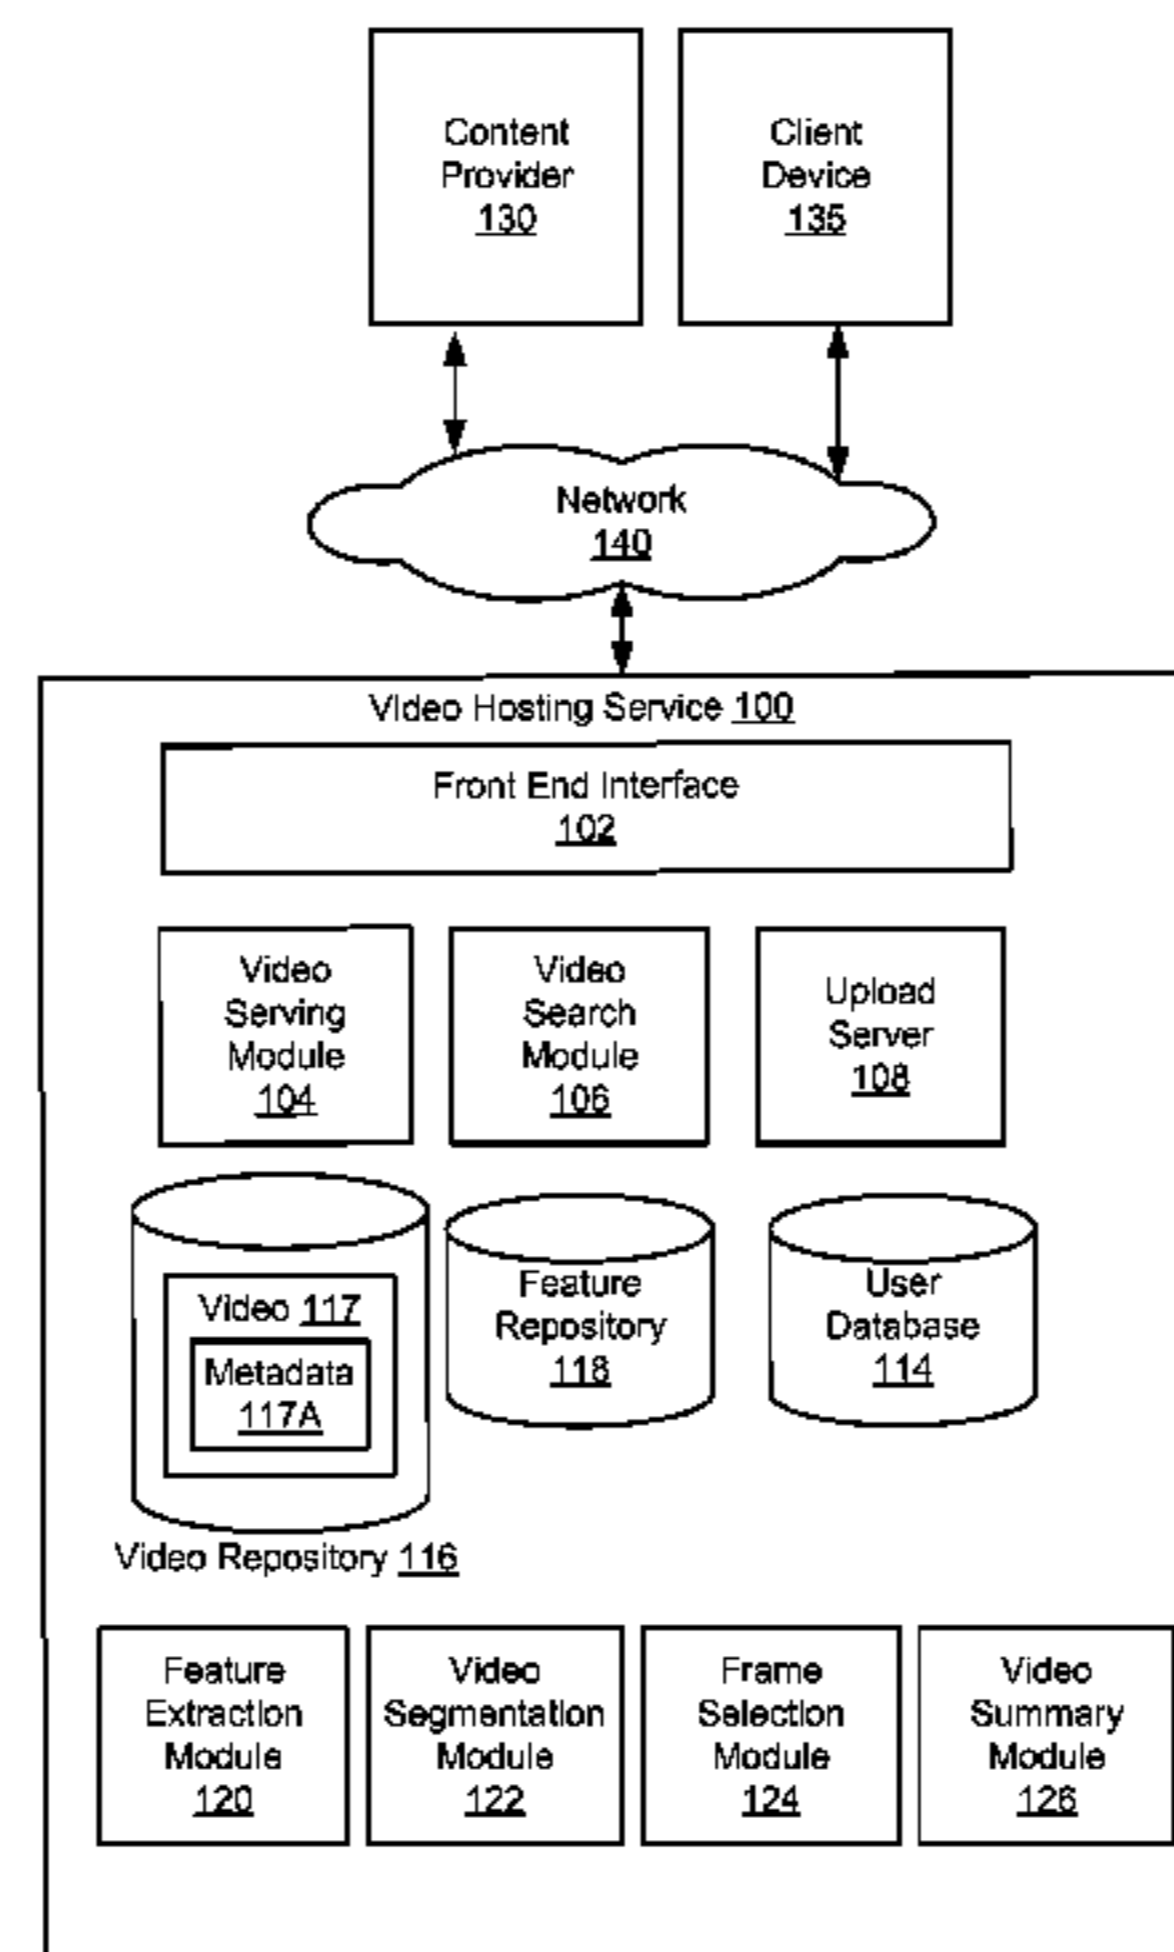 Content
Provider
130
Client
Device
135
Network
140
Video Hosting Service 100
Front End Interface
102
Video
Serving
Module
104
Video
Search
Module
106
Upload
Server
108
Video 117
Metadata
117A
Feature
Repository
118
User
Database
114
Video Repository 116
Feature
Extraction
Module
120
Video
Segmentation
Module
122
Frame
Selection
Module
124
Video
Summary
Module
126